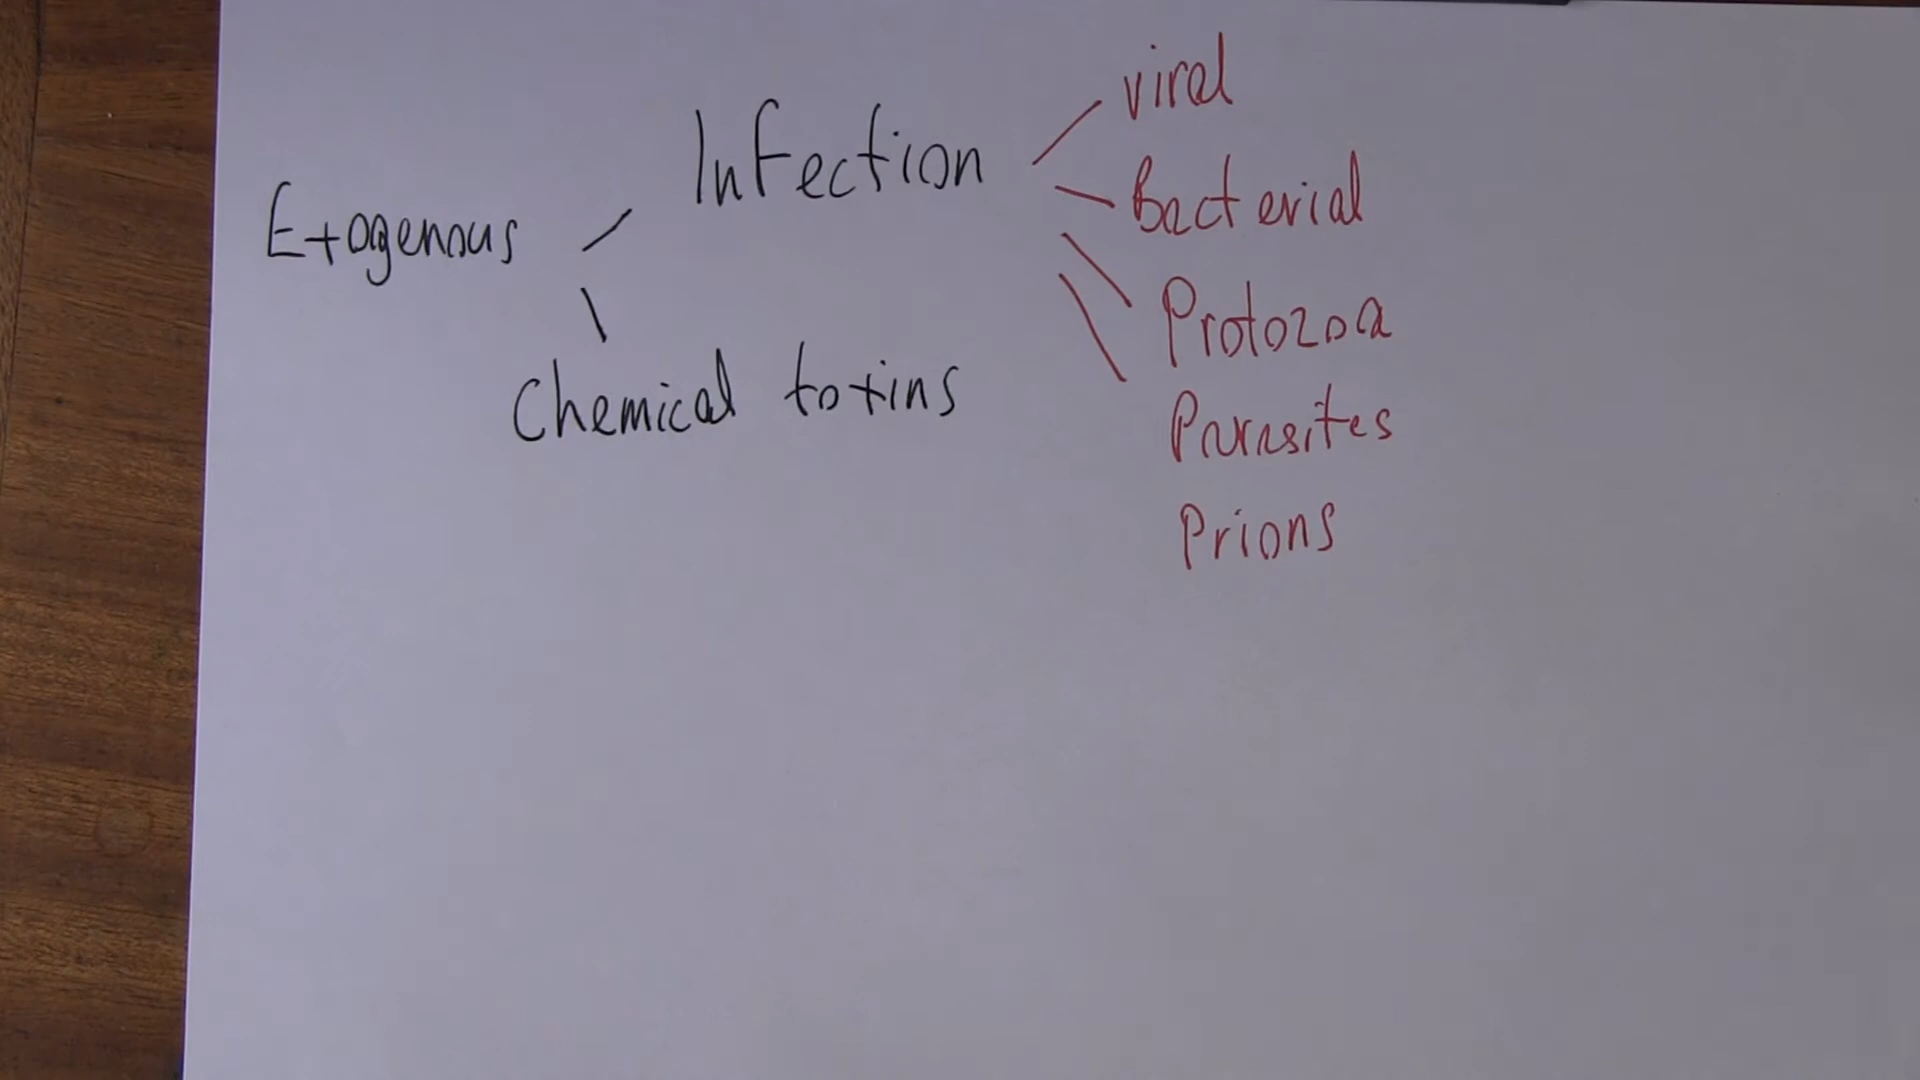 Exogenous
Infection
Chemical toxins
viral
Bacterial
Protozoa
Parasites
Prions